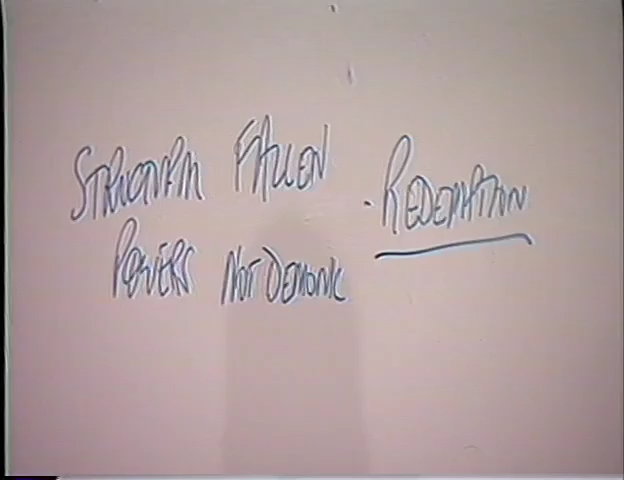 STRUCTURAL FALLEN
· REDEMPTION
POWERS NOT DEMONIC